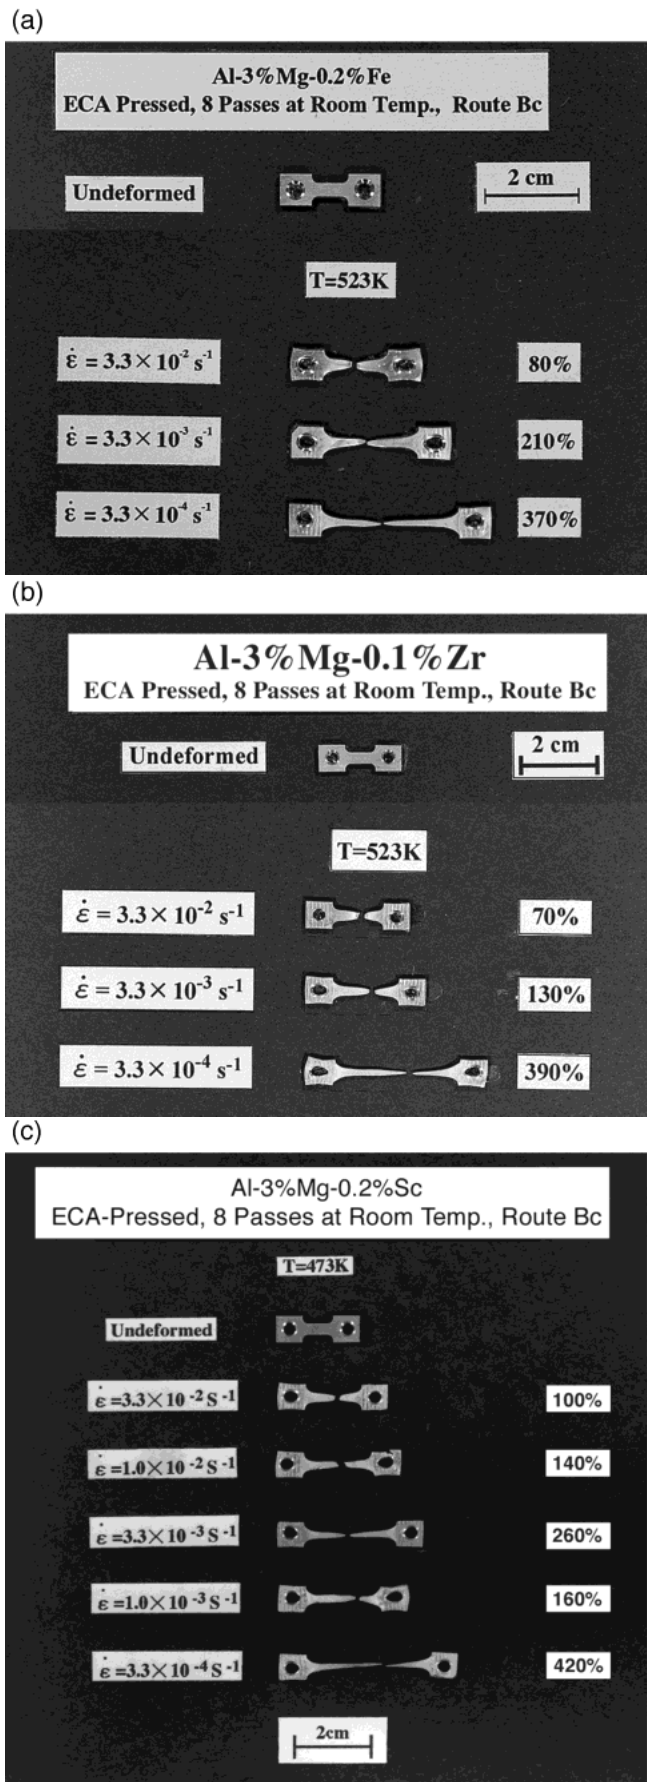 (a)
Al-3%Mg-0.2%Fe
ECA Pressed, 8 Passes at Room Temp., Route Bc
Undeformed
2 cm
T=523K
ε̇ = 3.3 × 10⁻² s⁻¹ 80%
ε̇ = 3.3 × 10⁻³ s⁻¹ 210%
ε̇ = 3.3 × 10⁻⁴ s⁻¹ 370%
(b)
Al-3%Mg-0.1%Zr
ECA Pressed, 8 Passes at Room Temp., Route Bc
Undeformed
2 cm
T=523K
ε̇ = 3.3 × 10⁻² s⁻¹ 70%
ε̇ = 3.3 × 10⁻³ s⁻¹ 130%
ε̇ = 3.3 × 10⁻⁴ s⁻¹ 390%
(c)
Al-3%Mg-0.2%Sc
ECA-Pressed, 8 Passes at Room Temp., Route Bc
T=473K
Undeformed
ε̇ =3.3×10 ⁻² S ⁻¹ 100%
ε̇ =1.0×10 ⁻² S ⁻¹ 140%
ε̇ =3.3×10 ⁻³ S ⁻¹ 260%
ε̇ =1.0×10 ⁻³ S ⁻¹ 160%
ε̇ =3.3×10 ⁻⁴ S ⁻¹ 420%
2cm